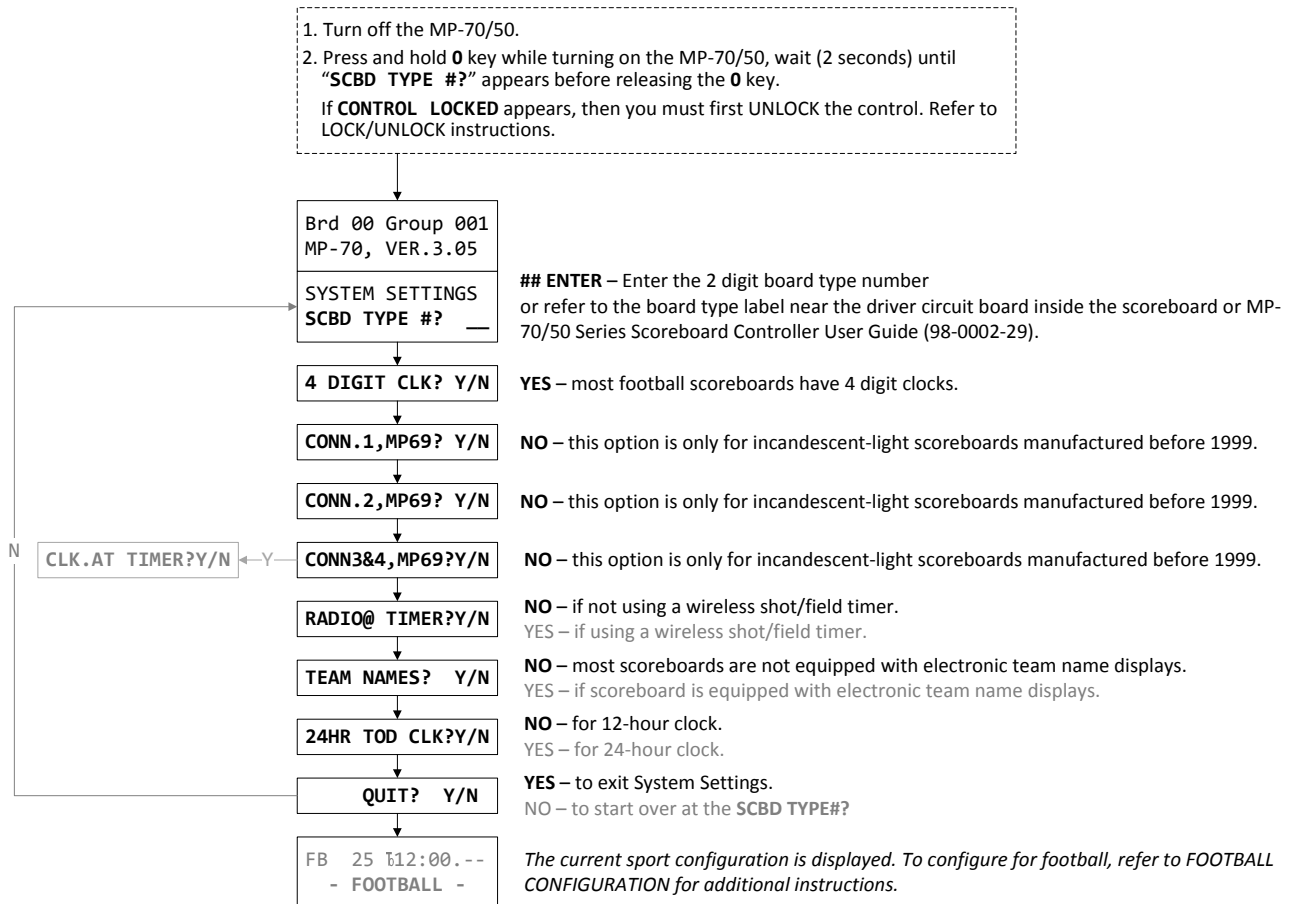 1. Turn off the MP-70/50.
2. Press and hold 0 key while turning on the MP-70/50, wait (2 seconds) until
“SCBD TYPE #?” appears before releasing the 0 key.
If CONTROL LOCKED appears, then you must first UNLOCK the control. Refer to
LOCK/UNLOCK instructions.
Brd 00 Group 001
MP-70, VER.3.05
SYSTEM SETTINGS
SCBD TYPE #? __
## ENTER – Enter the 2 digit board type number
or refer to the board type label near the driver circuit board inside the scoreboard or MP-
70/50 Series Scoreboard Controller User Guide (98-0002-29).
4 DIGIT CLK? Y/N
YES – most football scoreboards have 4 digit clocks.
CONN.1,MP69? Y/N
NO – this option is only for incandescent-light scoreboards manufactured before 1999.
CONN.2,MP69? Y/N
NO – this option is only for incandescent-light scoreboards manufactured before 1999.
N
CLK.AT TIMER?Y/N
Y
CONN3&4,MP69?Y/N
NO – this option is only for incandescent-light scoreboards manufactured before 1999.
RADIO@ TIMER?Y/N
NO – if not using a wireless shot/field timer.
YES – if using a wireless shot/field timer.
TEAM NAMES? Y/N
NO – most scoreboards are not equipped with electronic team name displays.
YES – if scoreboard is equipped with electronic team name displays.
24HR TOD CLK?Y/N
NO – for 12-hour clock.
YES – for 24-hour clock.
QUIT? Y/N
YES – to exit System Settings.
NO – to start over at the SCBD TYPE#?
FB 25 12:00.--
- FOOTBALL -
The current sport configuration is displayed. To configure for football, refer to FOOTBALL
CONFIGURATION for additional instructions.